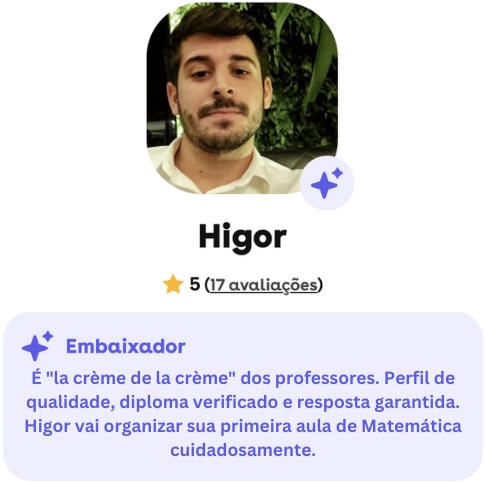 Higor
5 (17 avaliações)
Embaixador
É "la crème de la crème" dos professores. Perfil de
qualidade, diploma verificado e resposta garantida.
Higor vai organizar sua primeira aula de Matemática
cuidadosamente.